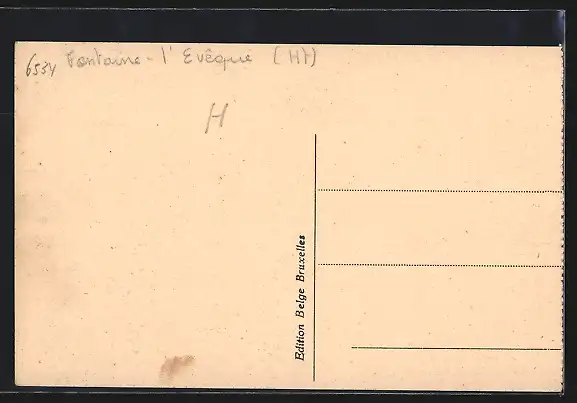 6534 Fontaine-l'Evêque (Ht)
H
Edition Belge Bruxelles